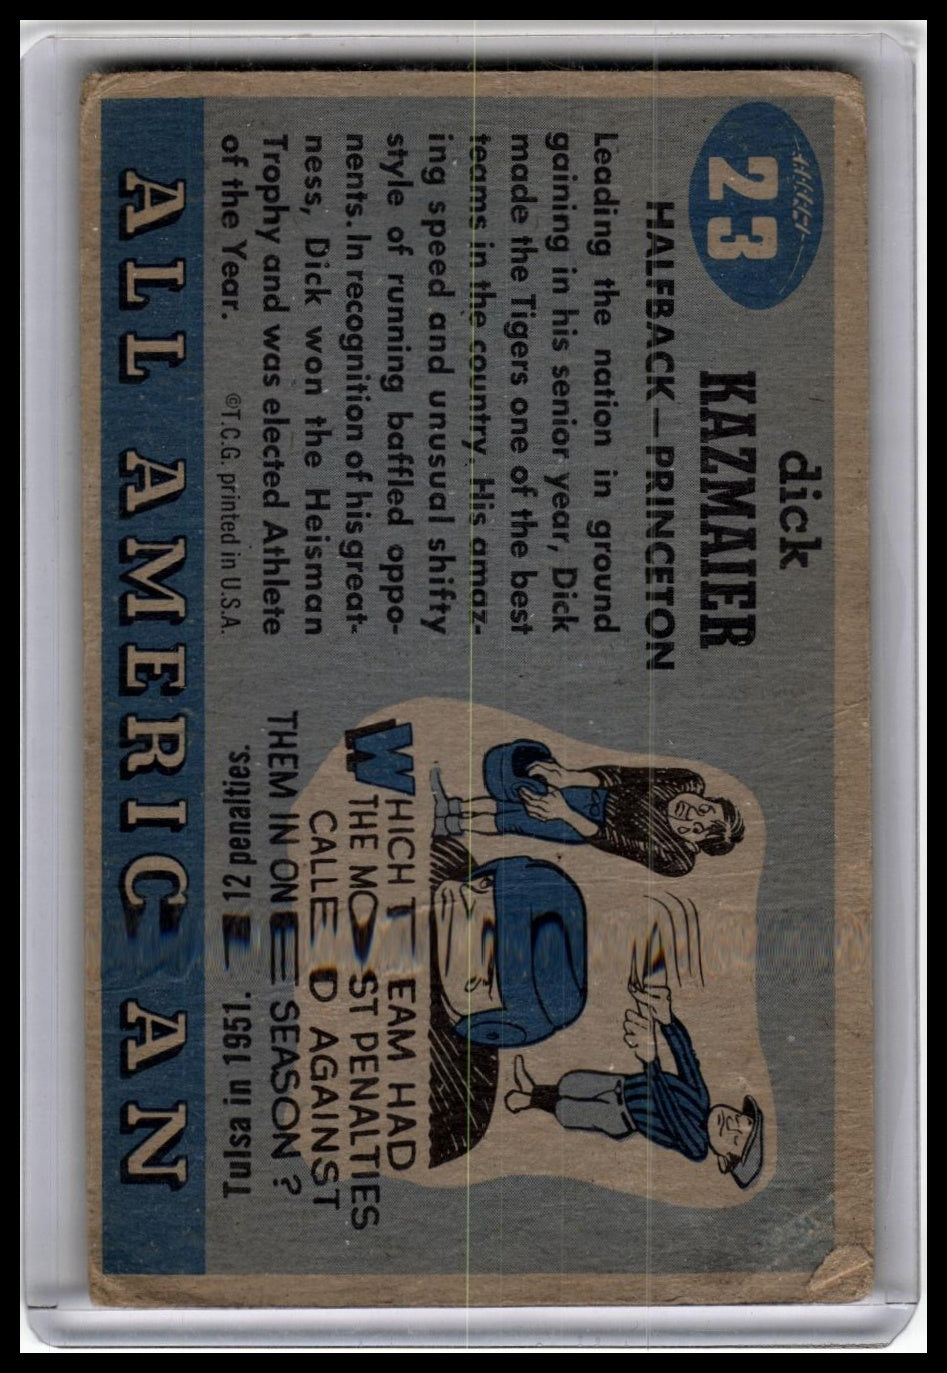 23
dick
KAZMAIER
HALFBACK—PRINCETON
Leading the nation in ground
gaining in his senior year, Dick
made the Tigers one of the best
teams in the country. His amaz-
ing speed and unusual shifty
style of running baffled oppo-
nents. In recognition of his great-
ness, Dick won the Heisman
Trophy and was elected Athlete
of the Year.
©T.C.G. printed in U.S.A.
WHICH TEAM HAD
THE MOST PENALTIES
CALLED AGAINST
THEM IN ONE SEASON?
Tulsa in 1951. 12 penalties.
ALL AMERICAN